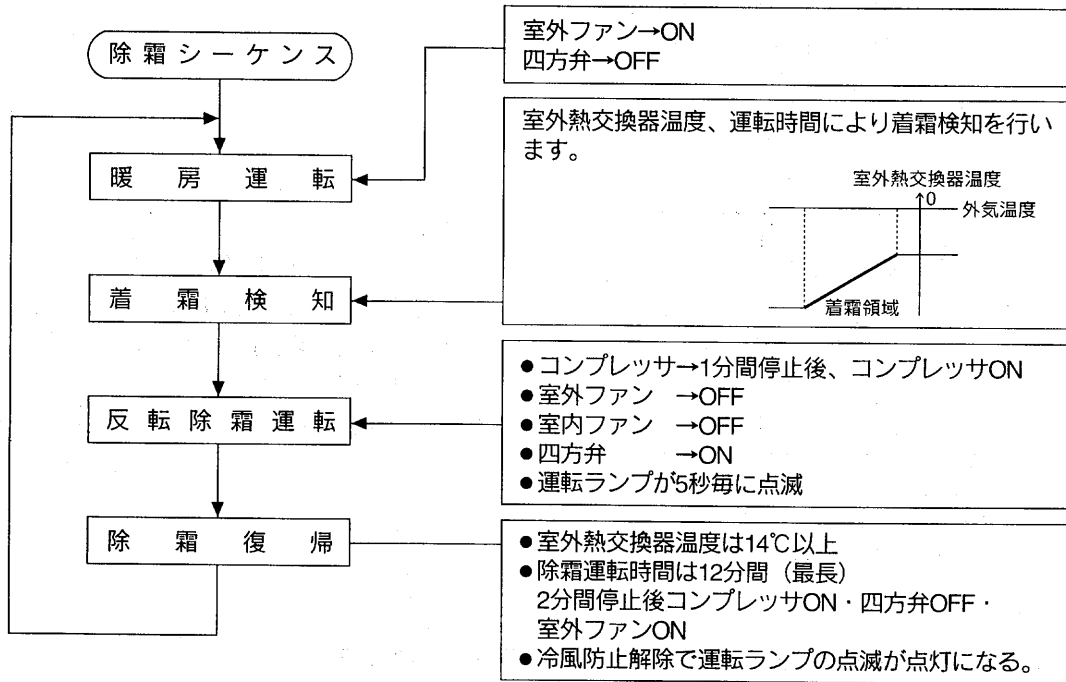 除霜シーケンス
室外ファン→ON
四方弁→OFF
暖房運転
室外熱交換器温度、運転時間により着霜検知を行い
ます。
室外熱交換器温度
0
外気温度
着霜領域
着霜検知
●コンプレッサ→1分間停止後、コンプレッサON
●室外ファン →OFF
●室内ファン →OFF
●四方弁 →ON
●運転ランプが5秒毎に点滅
反転除霜運転
除霜復帰
●室外熱交換器温度は14℃以上
●除霜運転時間は12分間（最長）
2分間停止後コンプレッサON・四方弁OFF・
室外ファンON
●冷風防止解除で運転ランプの点滅が点灯になる。